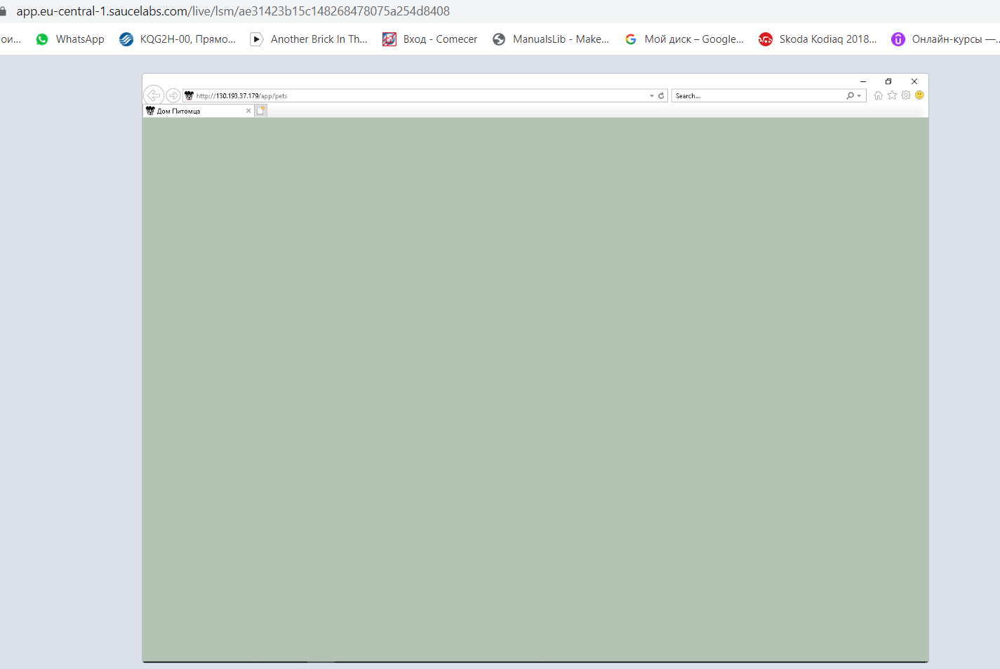 app.eu-central-1.saucelabs.com/live/lsm/ae31423b15c148268478075a254d8408
ои... WhatsApp KQG2H-00, Прямо... Another Brick In Th... Вход - Comecer ManualsLib - Make... Мой диск – Google... Skoda Kodiaq 2018... Онлайн-курсы —...
http://130.193.37.179/app/pets Search...
Дом Питомца